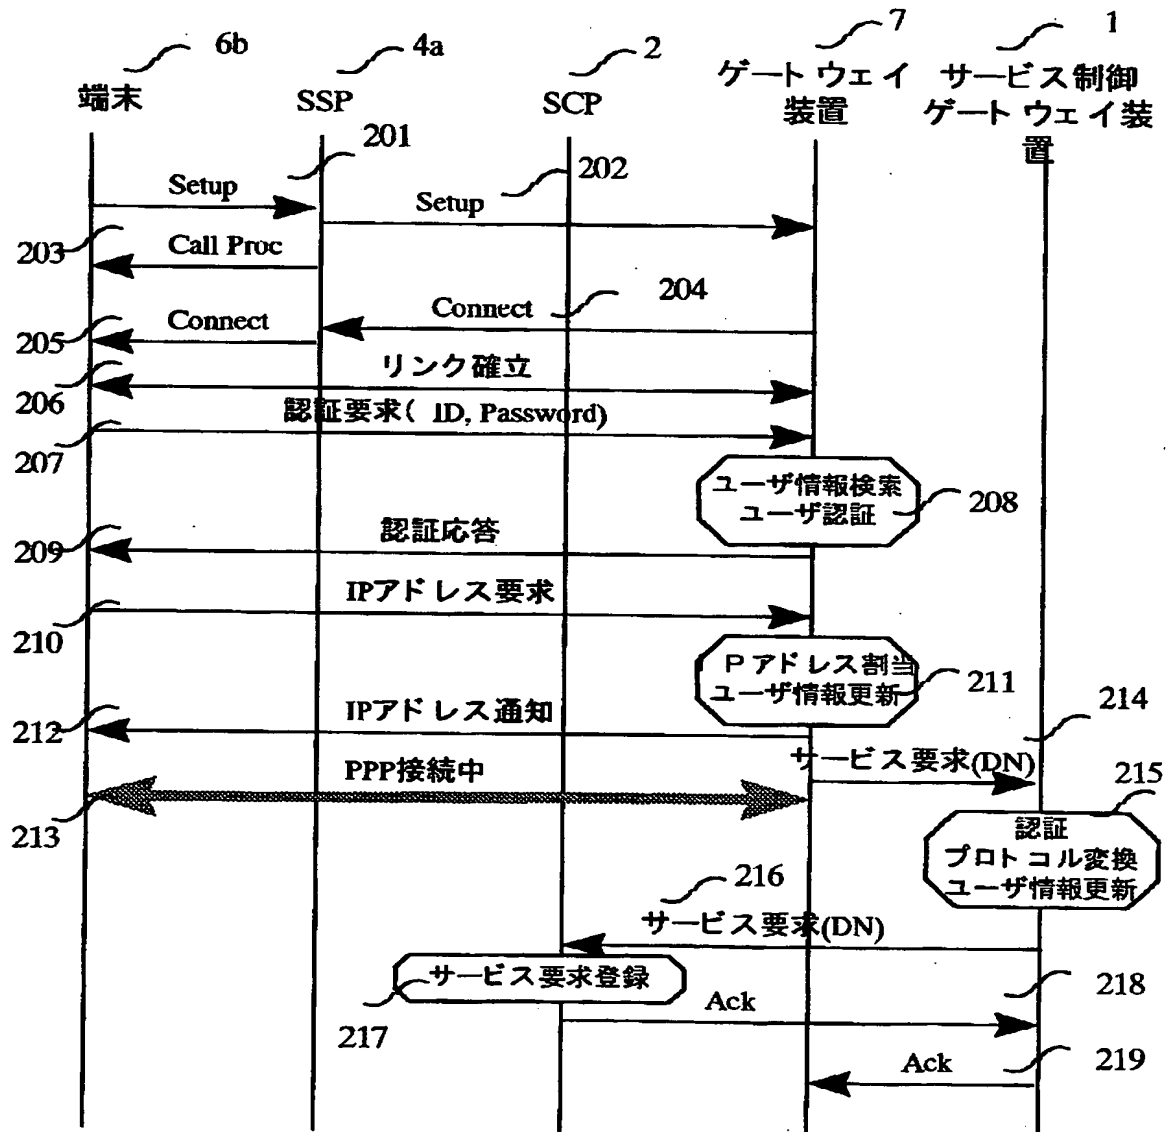 6b
4a
2
7
1
端末
SSP
SCP
ゲートウェイ
装置
サービス制御
ゲートウェイ装
置
201
Setup
202
Setup
203
Call Proc
204
Connect
205
Connect
206
リンク確立
207
認証要求( ID, Password)
ユーザ情報検索
ユーザ認証
208
209
認証応答
210
IPアドレス要求
Pアドレス割当
ユーザ情報更新
211
212
IPアドレス通知
214
サービス要求(DN)
213
PPP接続中
215
認証
プロトコル変換
ユーザ情報更新
216
サービス要求(DN)
サービス要求登録
217
218
Ack
219
Ack